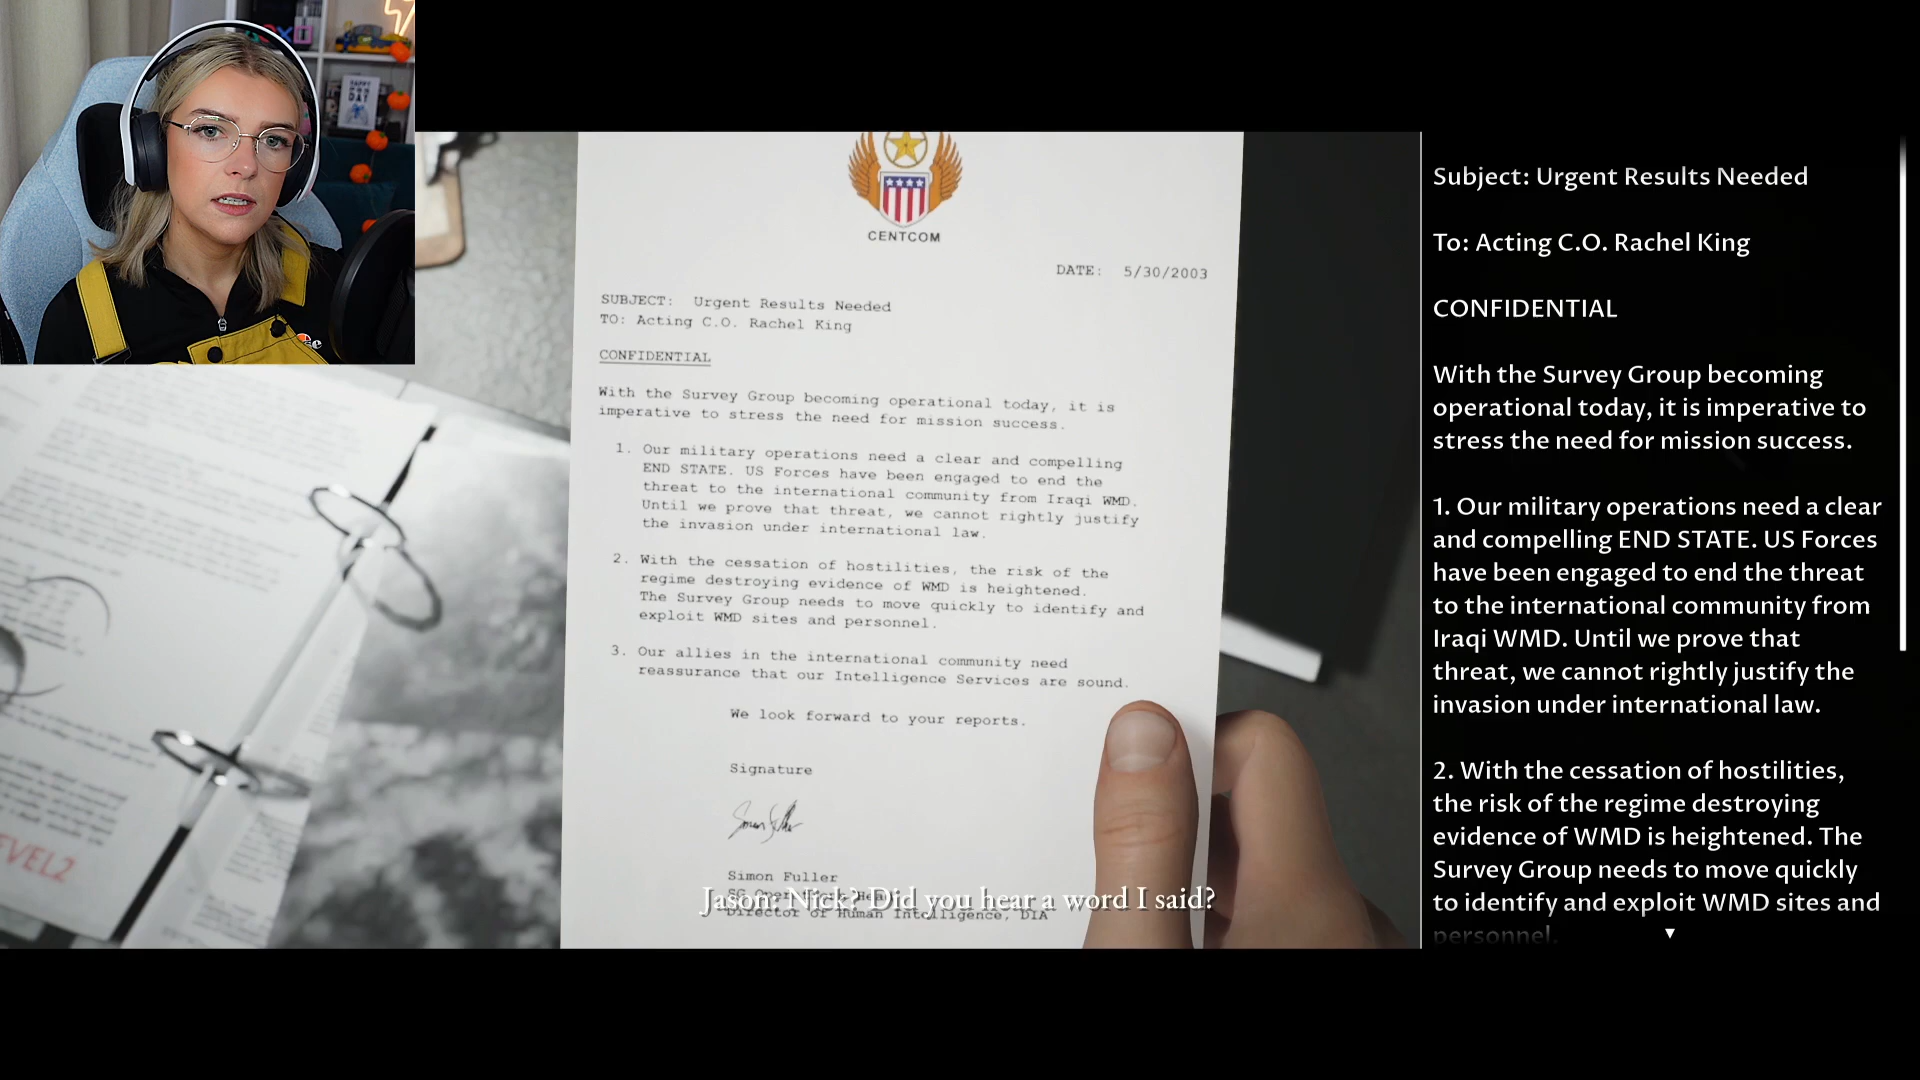 CENTCOM
DATE: 5/30/2003
SUBJECT: Urgent Results Needed
TO: Acting C.O. Rachel King
CONFIDENTIAL
With the Survey Group becoming operational today, it is
imperative to stress the need for mission success.
1. Our military operations need a clear and compelling
END STATE. US Forces have been engaged to end the
threat to the international community from Iraqi WMD.
Until we prove that threat, we cannot rightly justify
the invasion under international law.
2. With the cessation of hostilities, the risk of the
regime destroying evidence of WMD is heightened.
The Survey Group needs to move quickly to identify and
exploit WMD sites and personnel.
3. Our allies in the international community need
reassurance that our Intelligence Services are sound.
We look forward to your reports.
Signature
Simon Fuller
Director of Human Intelligence, DIA
Jason: Nick? Did you hear a word I said?
Subject: Urgent Results Needed
To: Acting C.O. Rachel King
CONFIDENTIAL
With the Survey Group becoming
operational today, it is imperative to
stress the need for mission success.
1. Our military operations need a clear
and compelling END STATE. US Forces
have been engaged to end the threat
to the international community from
Iraqi WMD. Until we prove that
threat, we cannot rightly justify the
invasion under international law.
2. With the cessation of hostilities,
the risk of the regime destroying
evidence of WMD is heightened. The
Survey Group needs to move quickly
to identify and exploit WMD sites and
personnel.